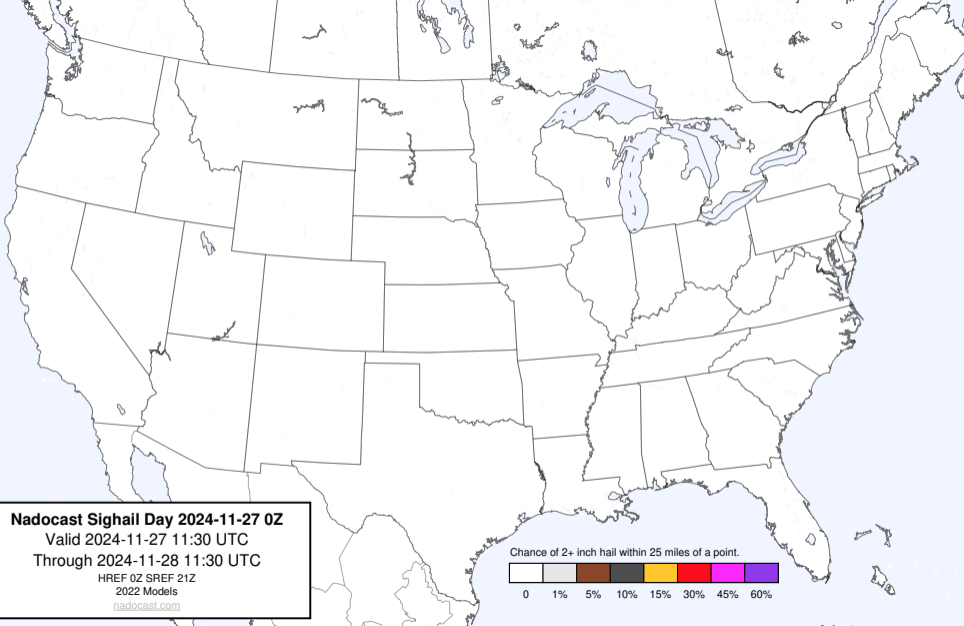 Nadocast Sighail Day 2024-11-27 0Z
Valid 2024-11-27 11:30 UTC
Through 2024-11-28 11:30 UTC
HREF 0Z SREF 21Z
2022 Models
nadocast.com
Chance of 2+ inch hail within 25 miles of a point.
0 1% 5% 10% 15% 30% 45% 60%